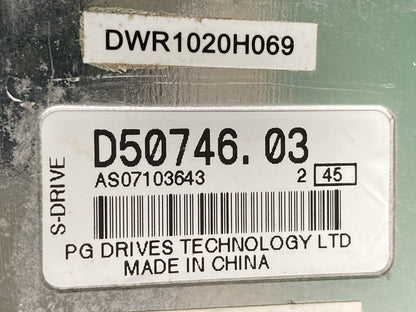 DWR1020H069
S-DRIVE
D50746.03
AS07103643 2 45
PG DRIVES TECHNOLOGY LTD
MADE IN CHINA